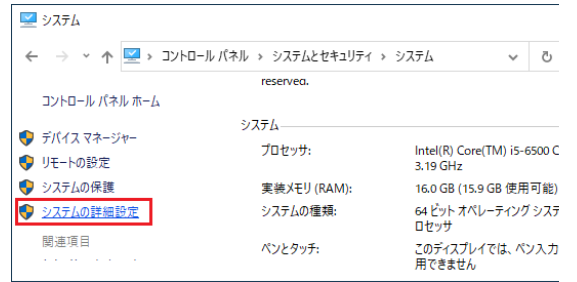 システム
コントロール パネル › システムとセキュリティ › システム
reserved.
コントロール パネル ホーム
システム
デバイス マネージャー
プロセッサ: Intel(R) Core(TM) i5-6500 C
3.19 GHz
リモートの設定
システムの保護
実装メモリ (RAM): 16.0 GB (15.9 GB 使用可能)
システムの詳細設定
システムの種類: 64 ビット オペレーティング システ
ロセッサ
関連項目
ペンとタッチ: このディスプレイでは、ペン入力
用できません